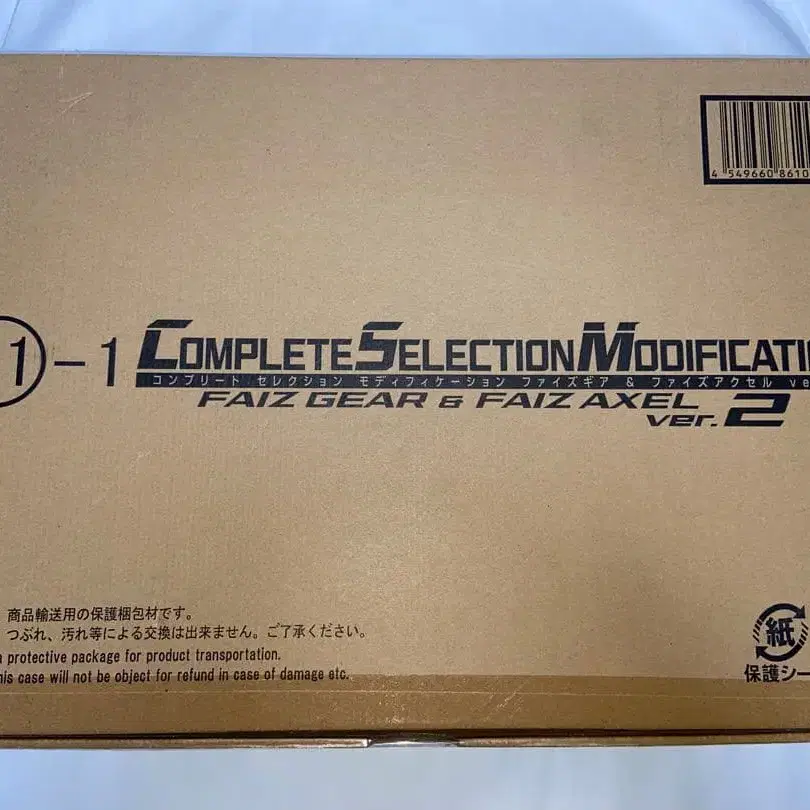 4 549660 8610
1-1
COMPLETE SELECTION MODIFICATI
コンプリート セレクション モディフィケーション ファイズギア & ファイズアクセル ve
FAIZ GEAR & FAIZ AXEL
ver.2
商品輸送用の保護梱包材です。
つぶれ、汚れ等による交換は出来ません。ご了承ください。
protective package for product transportation.
his case will not be object for refund in case of damage etc.
紙
保護シー